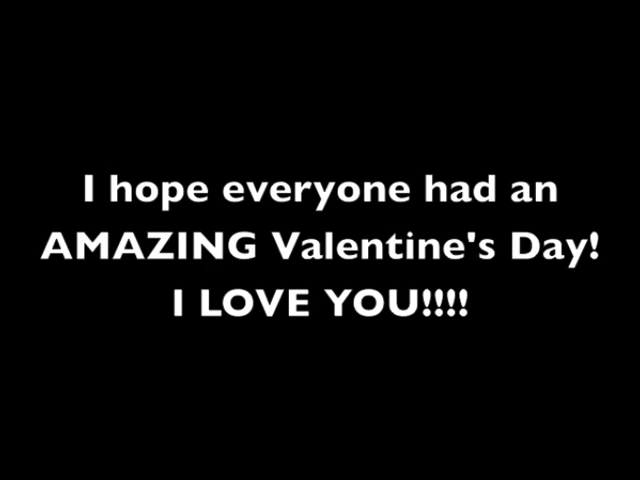 I hope everyone had an
AMAZING Valentine's Day!
I LOVE YOU!!!!